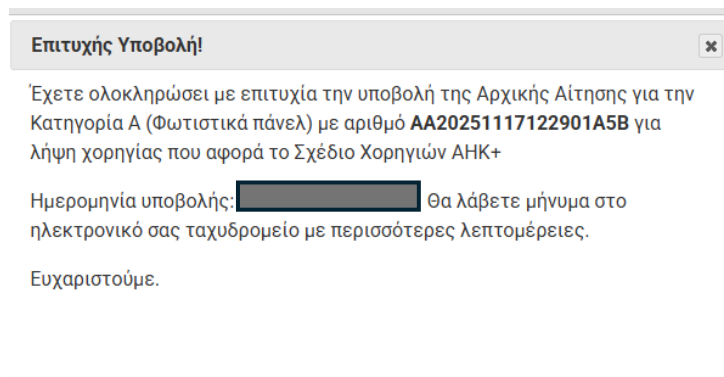 Επιτυχής Υποβολή!
Έχετε ολοκληρώσει με επιτυχία την υποβολή της Αρχικής Αίτησης για την
Κατηγορία Α (Φωτιστικά πάνελ) με αριθμό AA20251117122901A5B για
λήψη χορηγίας που αφορά το Σχέδιο Χορηγιών ΑΗΚ+
Ημερομηνία υποβολής: Θα λάβετε μήνυμα στο
ηλεκτρονικό σας ταχυδρομείο με περισσότερες λεπτομέρειες.
Ευχαριστούμε.